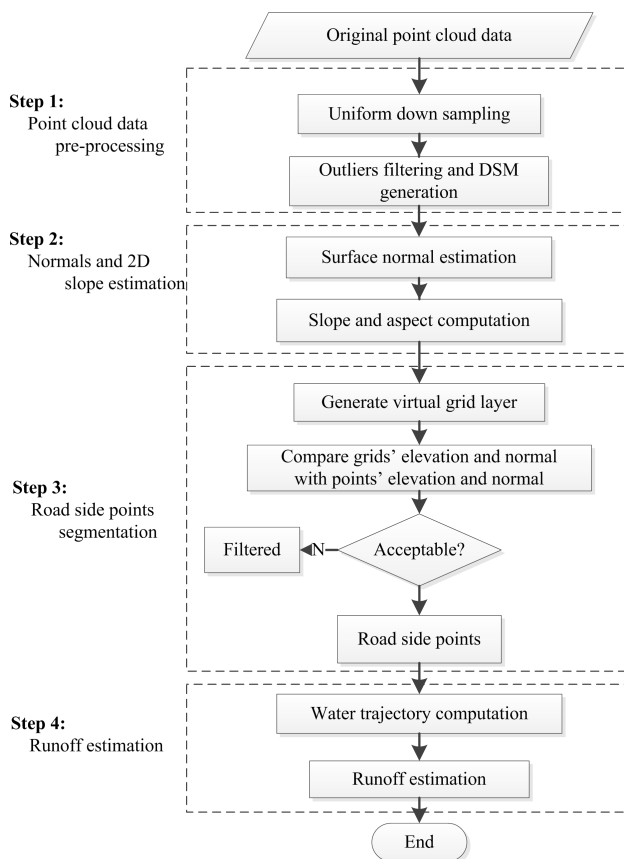 Original point cloud data
Step 1:
Point cloud data
pre-processing
Uniform down sampling
Outliers filtering and DSM
generation
Step 2:
Normals and 2D
slope estimation
Surface normal estimation
Slope and aspect computation
Generate virtual grid layer
Compare grids' elevation and normal
with points' elevation and normal
Step 3:
Road side points
segmentation
Filtered
N
Acceptable?
Road side points
Step 4:
Runoff estimation
Water trajectory computation
Runoff estimation
End